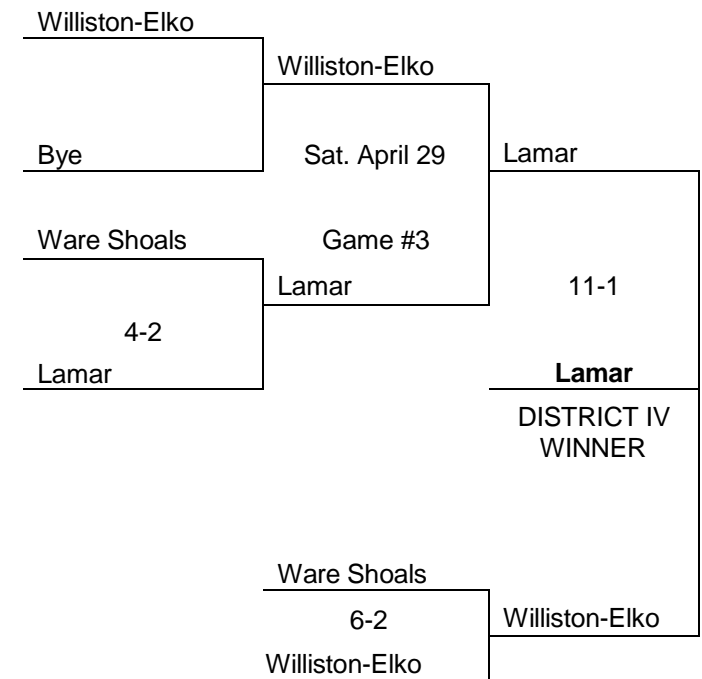 Williston-Elko
Williston-Elko
Bye
Sat. April 29
Lamar
Ware Shoals
Game #3
Lamar
11-1
4-2
Lamar
Lamar
DISTRICT IV
WINNER
Ware Shoals
6-2
Williston-Elko
Williston-Elko